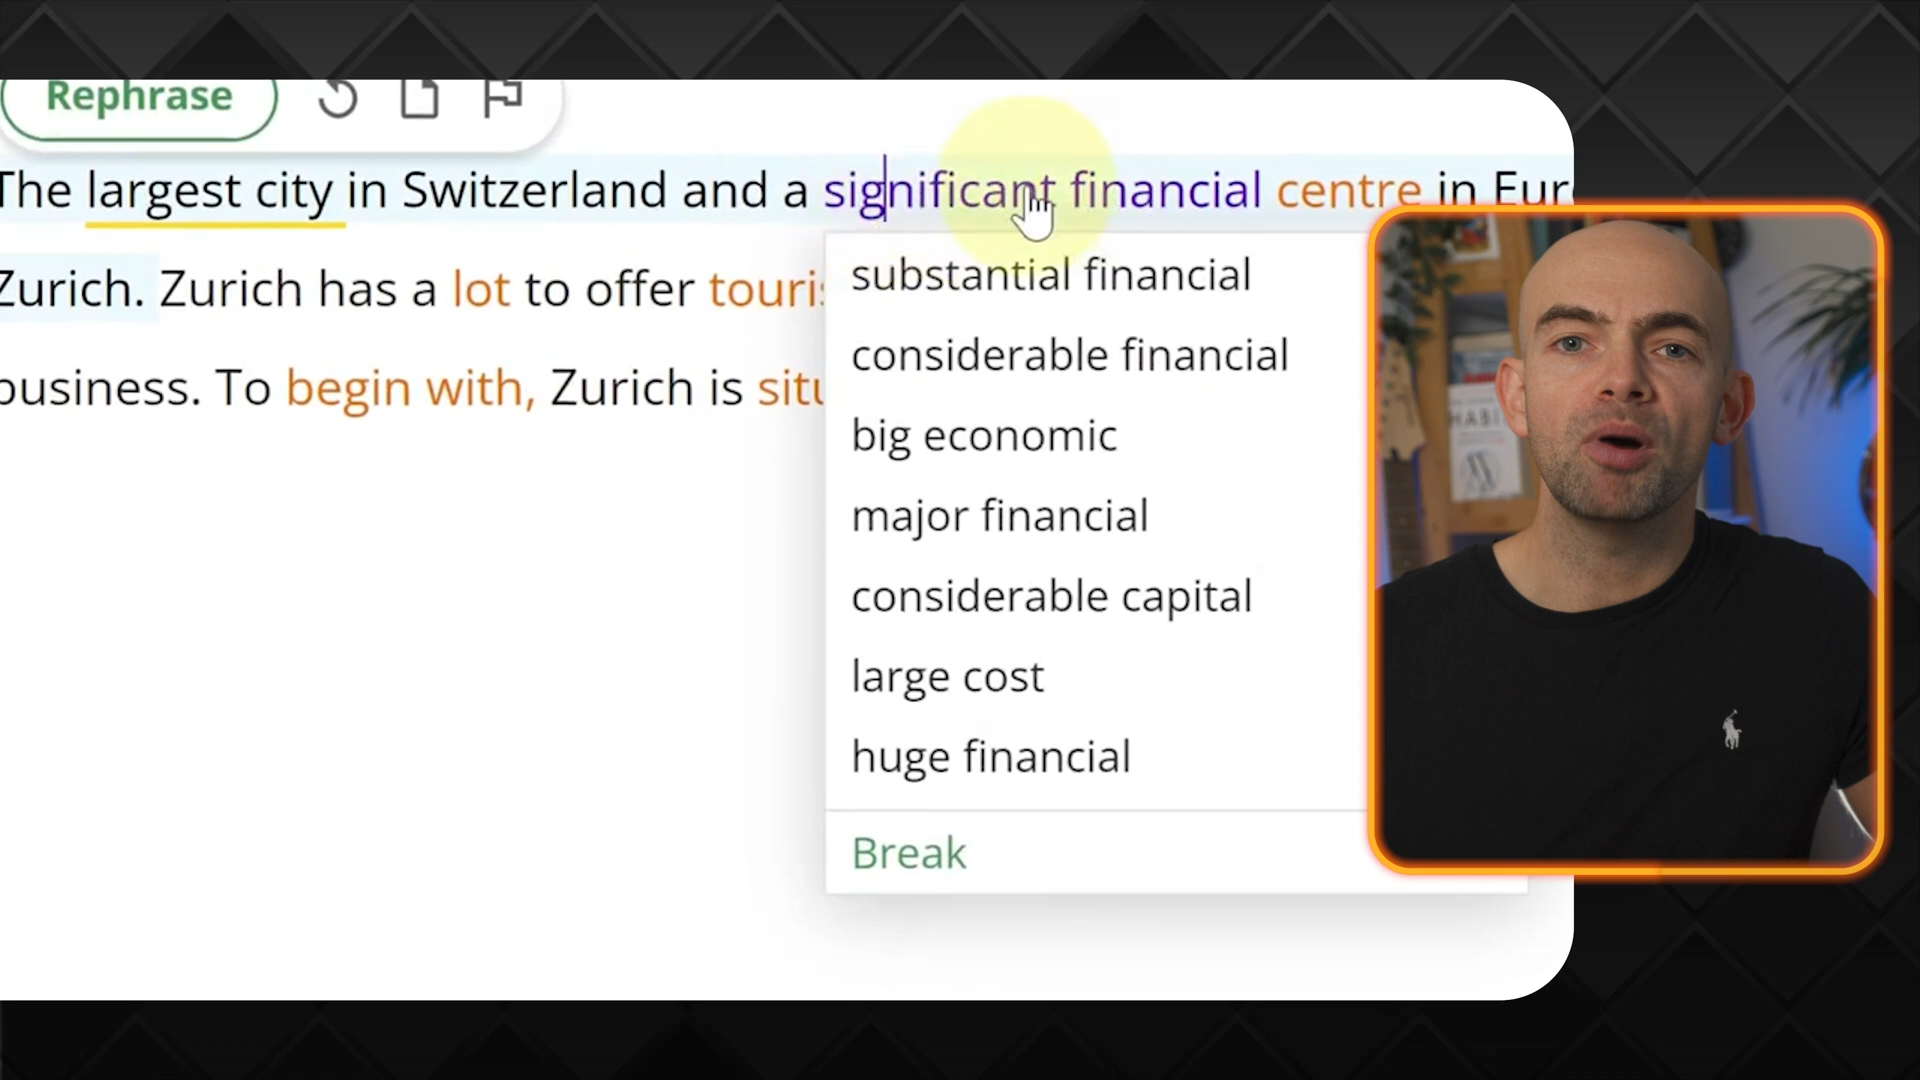 Rephrase
The largest city in Switzerland and a significant financial centre in Eur
Zurich. Zurich has a lot to offer touris
business. To begin with, Zurich is situ
substantial financial
considerable financial
big economic
major financial
considerable capital
large cost
huge financial
Break
HABI